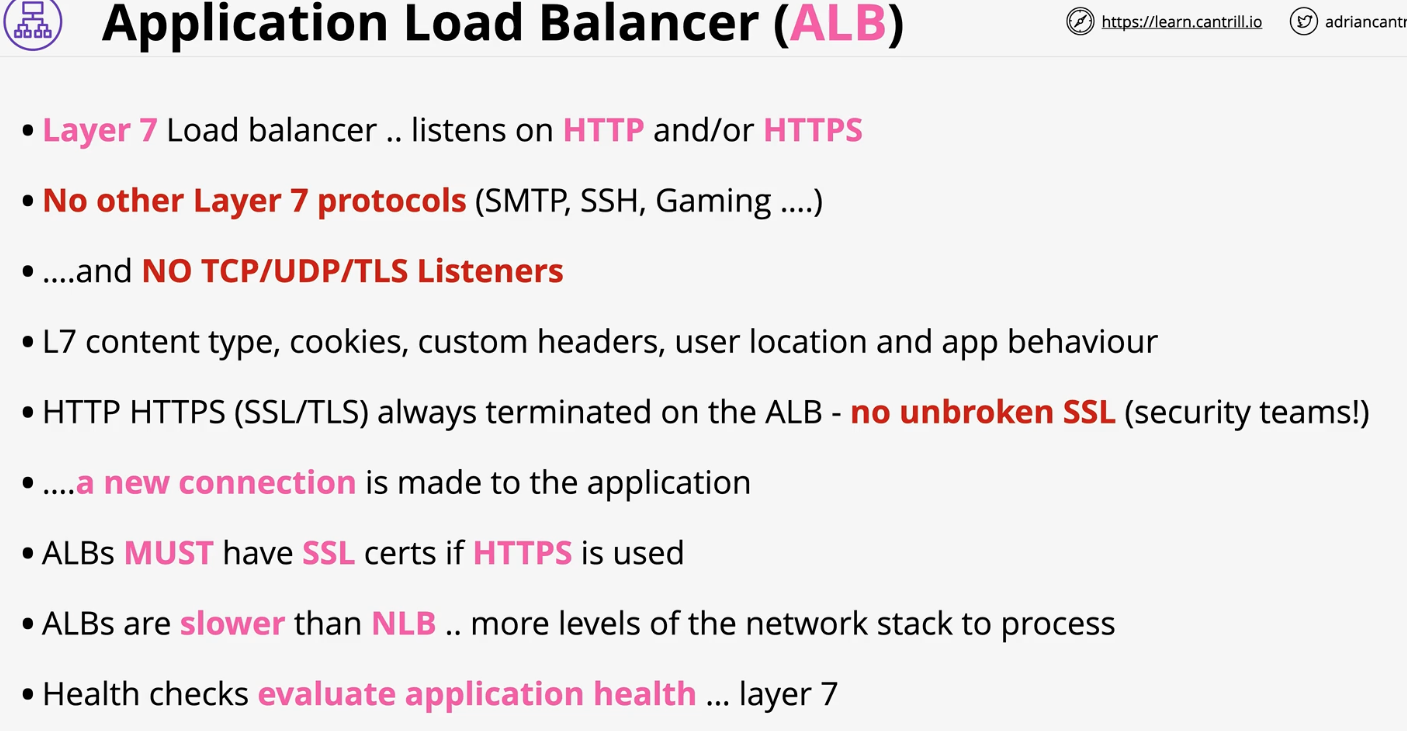 Application Load Balancer (ALB)
https://learn.cantrill.io
adriancantr
• Layer 7 Load balancer .. listens on HTTP and/or HTTPS
• No other Layer 7 protocols (SMTP, SSH, Gaming ....)
• ....and NO TCP/UDP/TLS Listeners
• L7 content type, cookies, custom headers, user location and app behaviour
• HTTP HTTPS (SSL/TLS) always terminated on the ALB - no unbroken SSL (security teams!)
• ....a new connection is made to the application
• ALBs MUST have SSL certs if HTTPS is used
• ALBs are slower than NLB .. more levels of the network stack to process
• Health checks evaluate application health ... layer 7